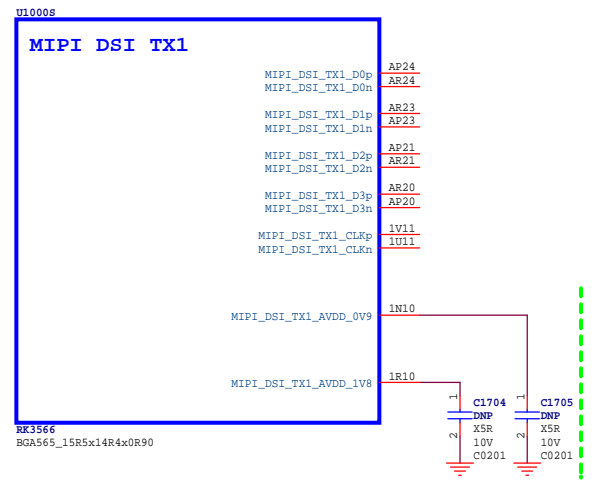 U1000S
MIPI DSI TX1
MIPI_DSI_TX1_D0p AP24
MIPI_DSI_TX1_D0n AR24
MIPI_DSI_TX1_D1p AR23
MIPI_DSI_TX1_D1n AP23
MIPI_DSI_TX1_D2p AP21
MIPI_DSI_TX1_D2n AR21
MIPI_DSI_TX1_D3p AR20
MIPI_DSI_TX1_D3n AP20
MIPI_DSI_TX1_CLKp 1V11
MIPI_DSI_TX1_CLKn 1U11
MIPI_DSI_TX1_AVDD_0V9 1N10
MIPI_DSI_TX1_AVDD_1V8 1R10
1
2
C1704
DNP
X5R
10V
C0201
1
2
C1705
DNP
X5R
10V
C0201
RK3566
BGA565_15R5x14R4x0R90